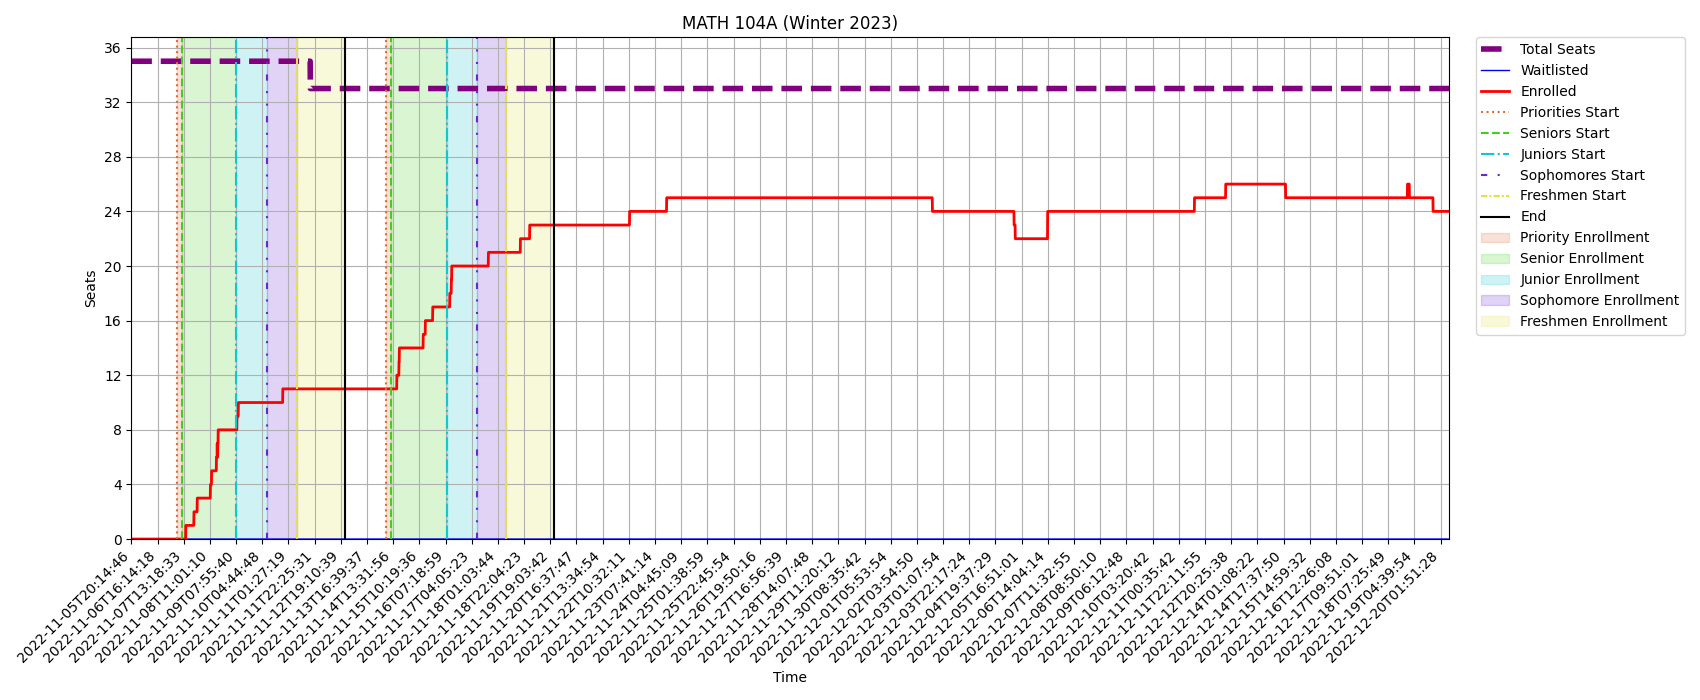 MATH 104A (Winter 2023)
36
32
28
24
20
16
12
8
4
0
Seats
2022-11-05T20:14:46
2022-11-06T16:14:18
2022-11-07T13:18:33
2022-11-08T11:01:10
2022-11-09T07:55:40
2022-11-10T04:44:48
2022-11-11T01:27:19
2022-11-11T22:25:31
2022-11-12T19:10:39
2022-11-13T16:39:37
2022-11-14T13:31:56
2022-11-15T10:19:36
2022-11-16T07:18:59
2022-11-17T04:05:23
2022-11-18T01:03:44
2022-11-18T22:04:23
2022-11-19T19:03:42
2022-11-20T16:37:47
2022-11-21T13:34:54
2022-11-22T10:32:11
2022-11-23T07:41:14
2022-11-24T04:45:09
2022-11-25T01:38:59
2022-11-25T22:45:54
2022-11-26T19:50:16
2022-11-27T16:56:39
2022-11-28T14:07:48
2022-11-29T11:20:12
2022-11-30T08:35:42
2022-12-01T05:53:54
2022-12-02T03:54:50
2022-12-03T01:07:54
2022-12-03T22:17:24
2022-12-04T19:37:29
2022-12-05T16:51:01
2022-12-06T14:04:14
2022-12-07T11:32:55
2022-12-08T08:50:10
2022-12-09T06:12:48
2022-12-10T03:20:42
2022-12-11T00:35:42
2022-12-11T22:11:55
2022-12-12T20:25:38
2022-12-14T01:08:22
2022-12-14T17:37:50
2022-12-15T14:59:32
2022-12-16T12:26:08
2022-12-17T09:51:01
2022-12-18T07:25:49
2022-12-19T04:39:54
2022-12-20T01:51:28
Time
Total Seats
Waitlisted
Enrolled
Priorities Start
Seniors Start
Juniors Start
Sophomores Start
Freshmen Start
End
Priority Enrollment
Senior Enrollment
Junior Enrollment
Sophomore Enrollment
Freshmen Enrollment